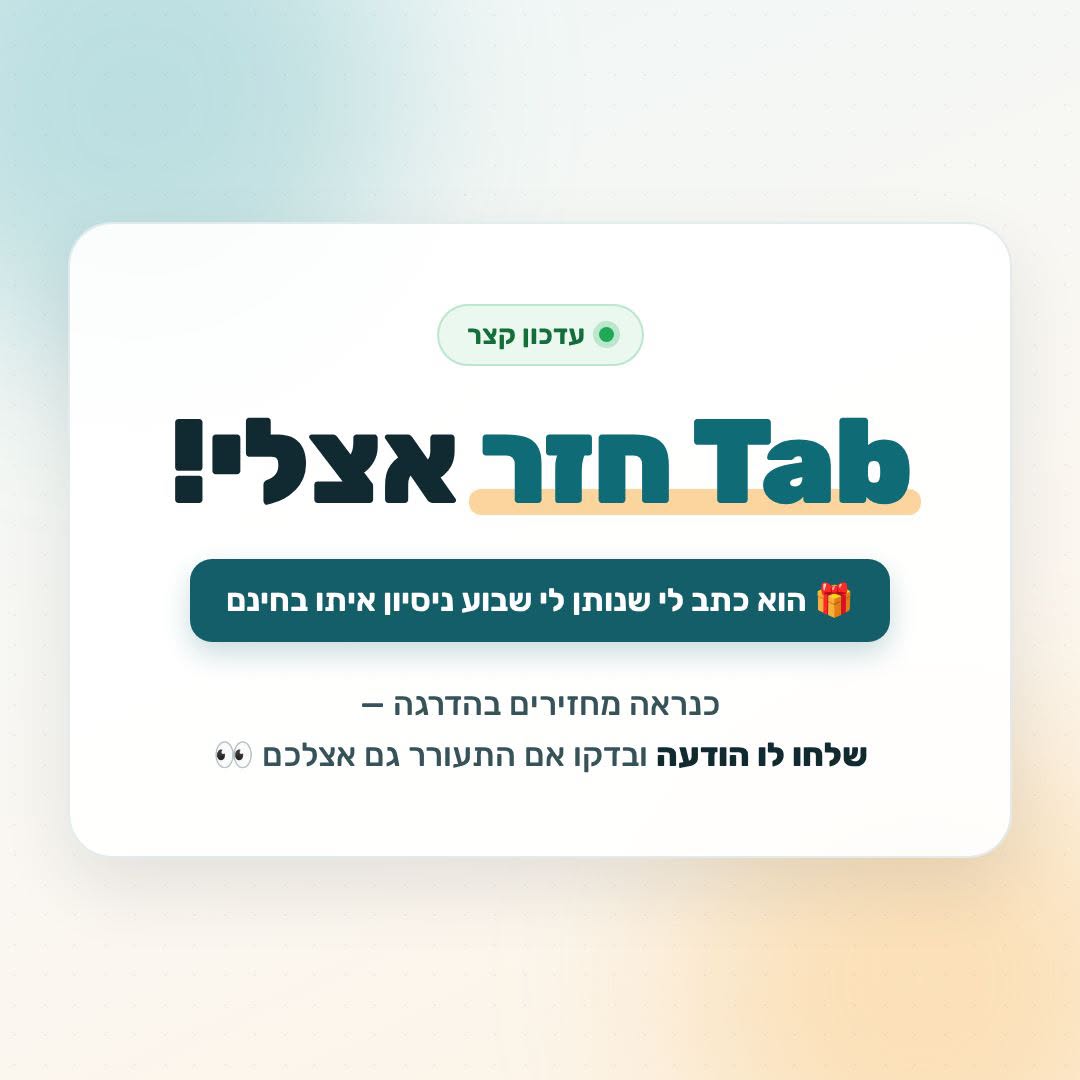 עדכון קצר
Tab חזר אצלי!
🎁 הוא כתב לי שנותן לי שבוע ניסיון איתו בחינם
כנראה מחזירים בהדרגה –
שלחו לו הודעה ובדקו אם התעורר גם אצלכם 👀